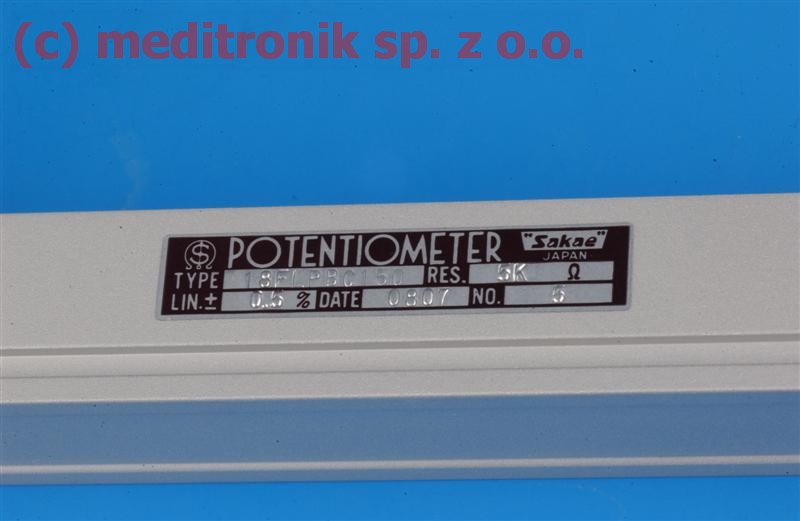 (c) meditronik sp. z o.o.
POTENTIOMETER "Sakae"
JAPAN
TYPE 18FLPBC150 RES. 5K Ω
LIN.± 0.5 % DATE 0807 NO. 6